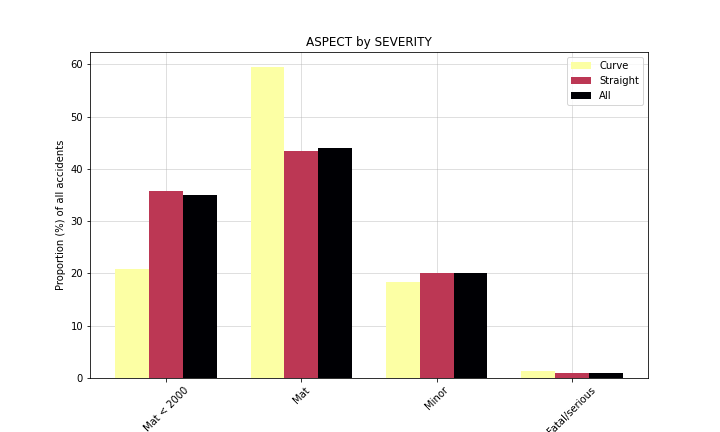 ASPECT by SEVERITY
Curve
Straight
All
Proportion (%) of all accidents
60
50
40
30
20
10
0
Mat < 2000
Mat
Minor
Fatal/serious